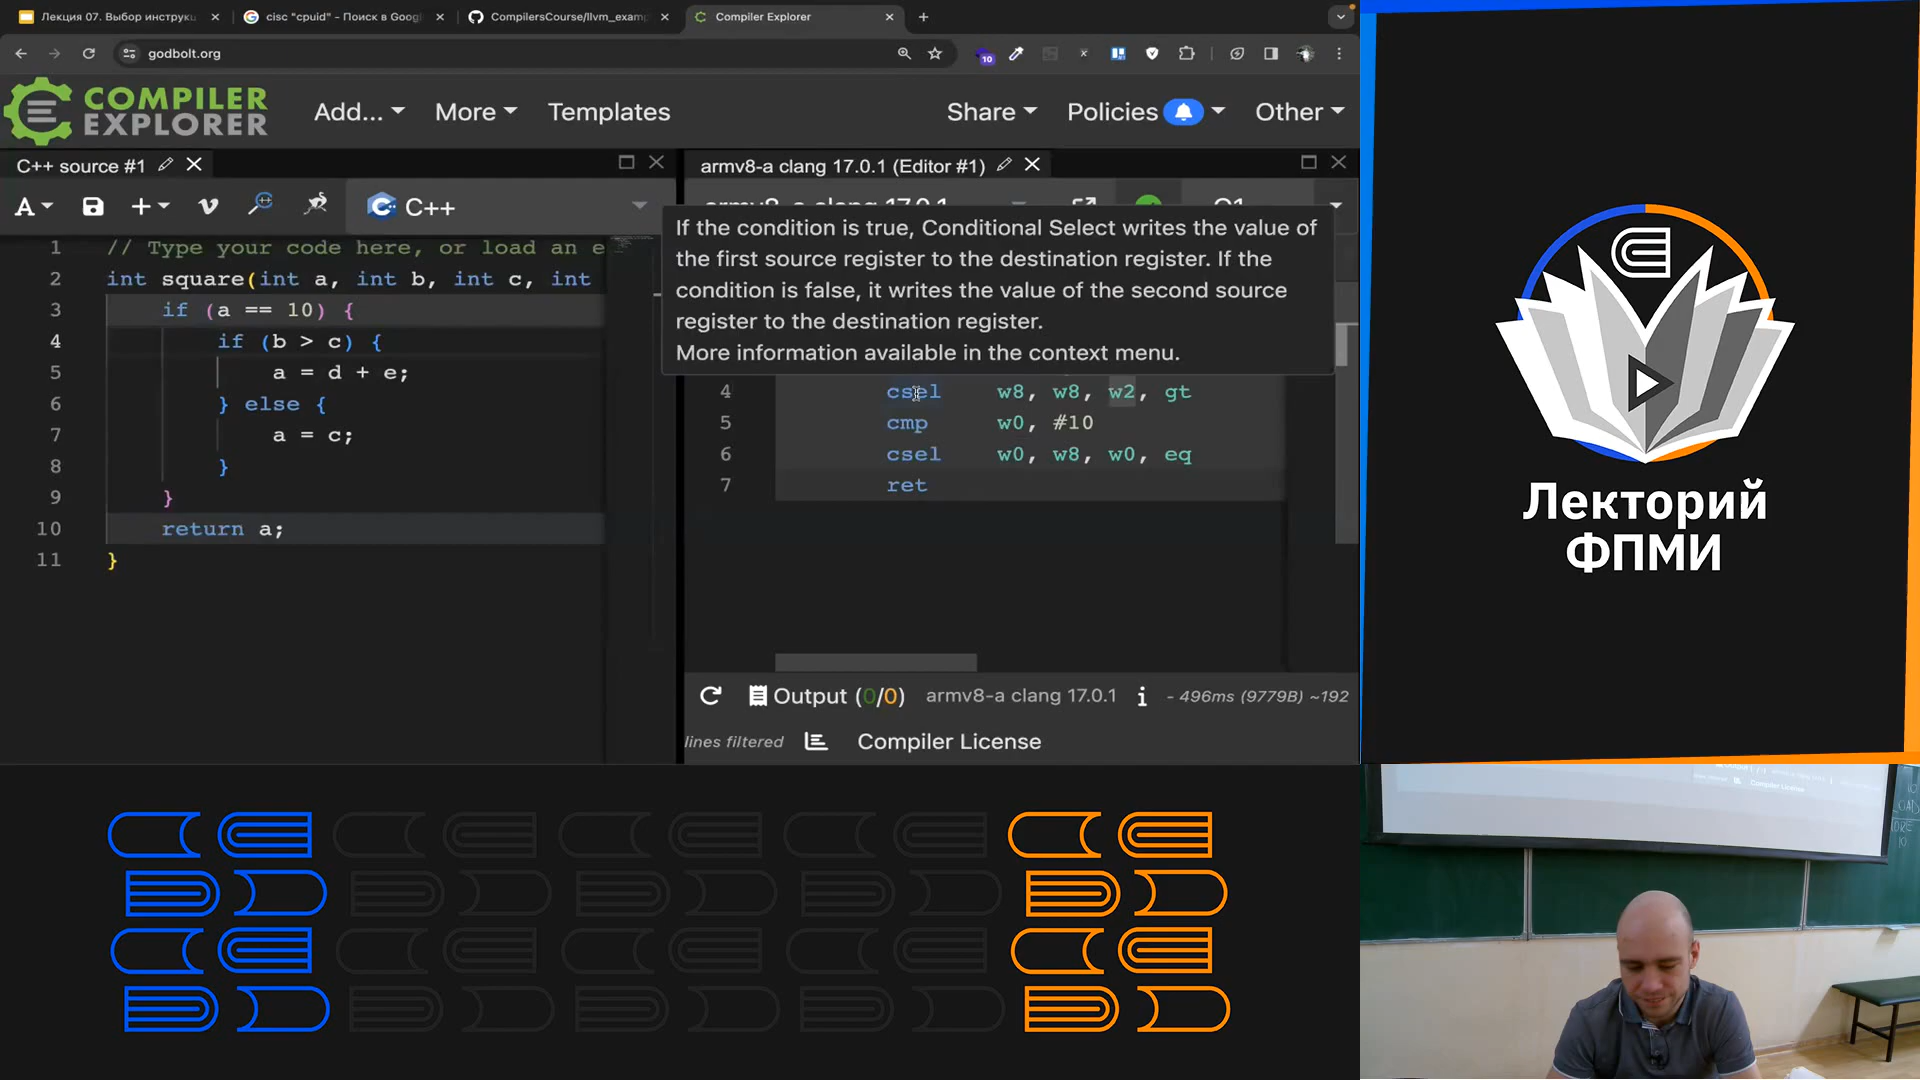 Лекция 07. Выбор инструкц
cisc "cpuid" - Поиск в Goog
CompilersCourse/llvm_examp
Compiler Explorer
godbolt.org
10
COMPILER
EXPLORER
Add...
More
Templates
Share
Policies
Other
C++ source #1
armv8-a clang 17.0.1 (Editor #1)
A
C++
1 // Type your code here, or load an e
2 int square(int a, int b, int c, int
3 if (a == 10) {
4 if (b > c) {
5 a = d + e;
6 } else {
7 a = c;
8 }
9 }
10 return a;
11 }
If the condition is true, Conditional Select writes the value of
the first source register to the destination register. If the
condition is false, it writes the value of the second source
register to the destination register.
More information available in the context menu.
4 csel w8, w8, w2, gt
5 cmp w0, #10
6 csel w0, w8, w0, eq
7 ret
Output (0/0) armv8-a clang 17.0.1 - 496ms (9779B) ~192
lines filtered
Compiler License
Лекторий
ФПМИ